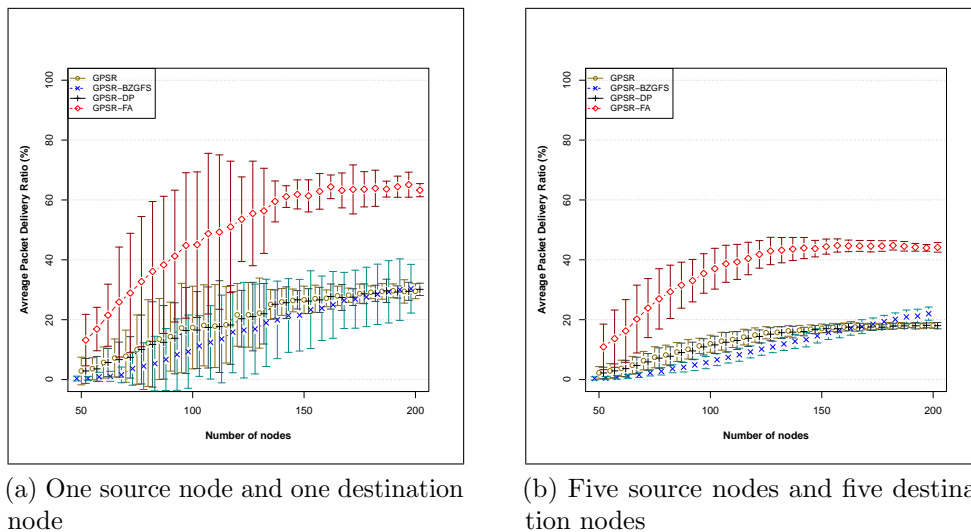 100
80
60
40
20
0
Avreage Packet Delivery Ratio (%)
GPSR
GPSR−BZGFS
GPSR−DP
GPSR−FA
50
100
150
200
Number of nodes
(a) One source node and one destination
node
100
80
60
40
20
0
Avreage Packet Delivery Ratio (%)
GPSR
GPSR−BZGFS
GPSR−DP
GPSR−FA
50
100
150
200
Number of nodes
(b) Five source nodes and five destina
tion nodes